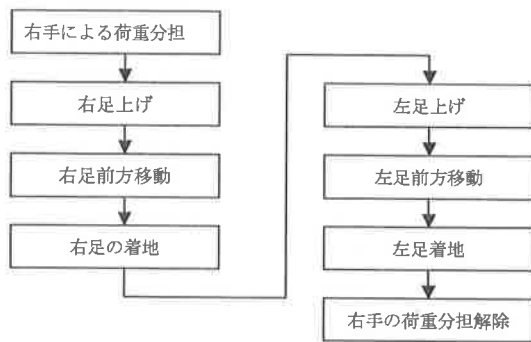 右手による荷重分担
右足上げ
右足前方移動
右足の着地
左足上げ
左足前方移動
左足着地
右手の荷重分担解除